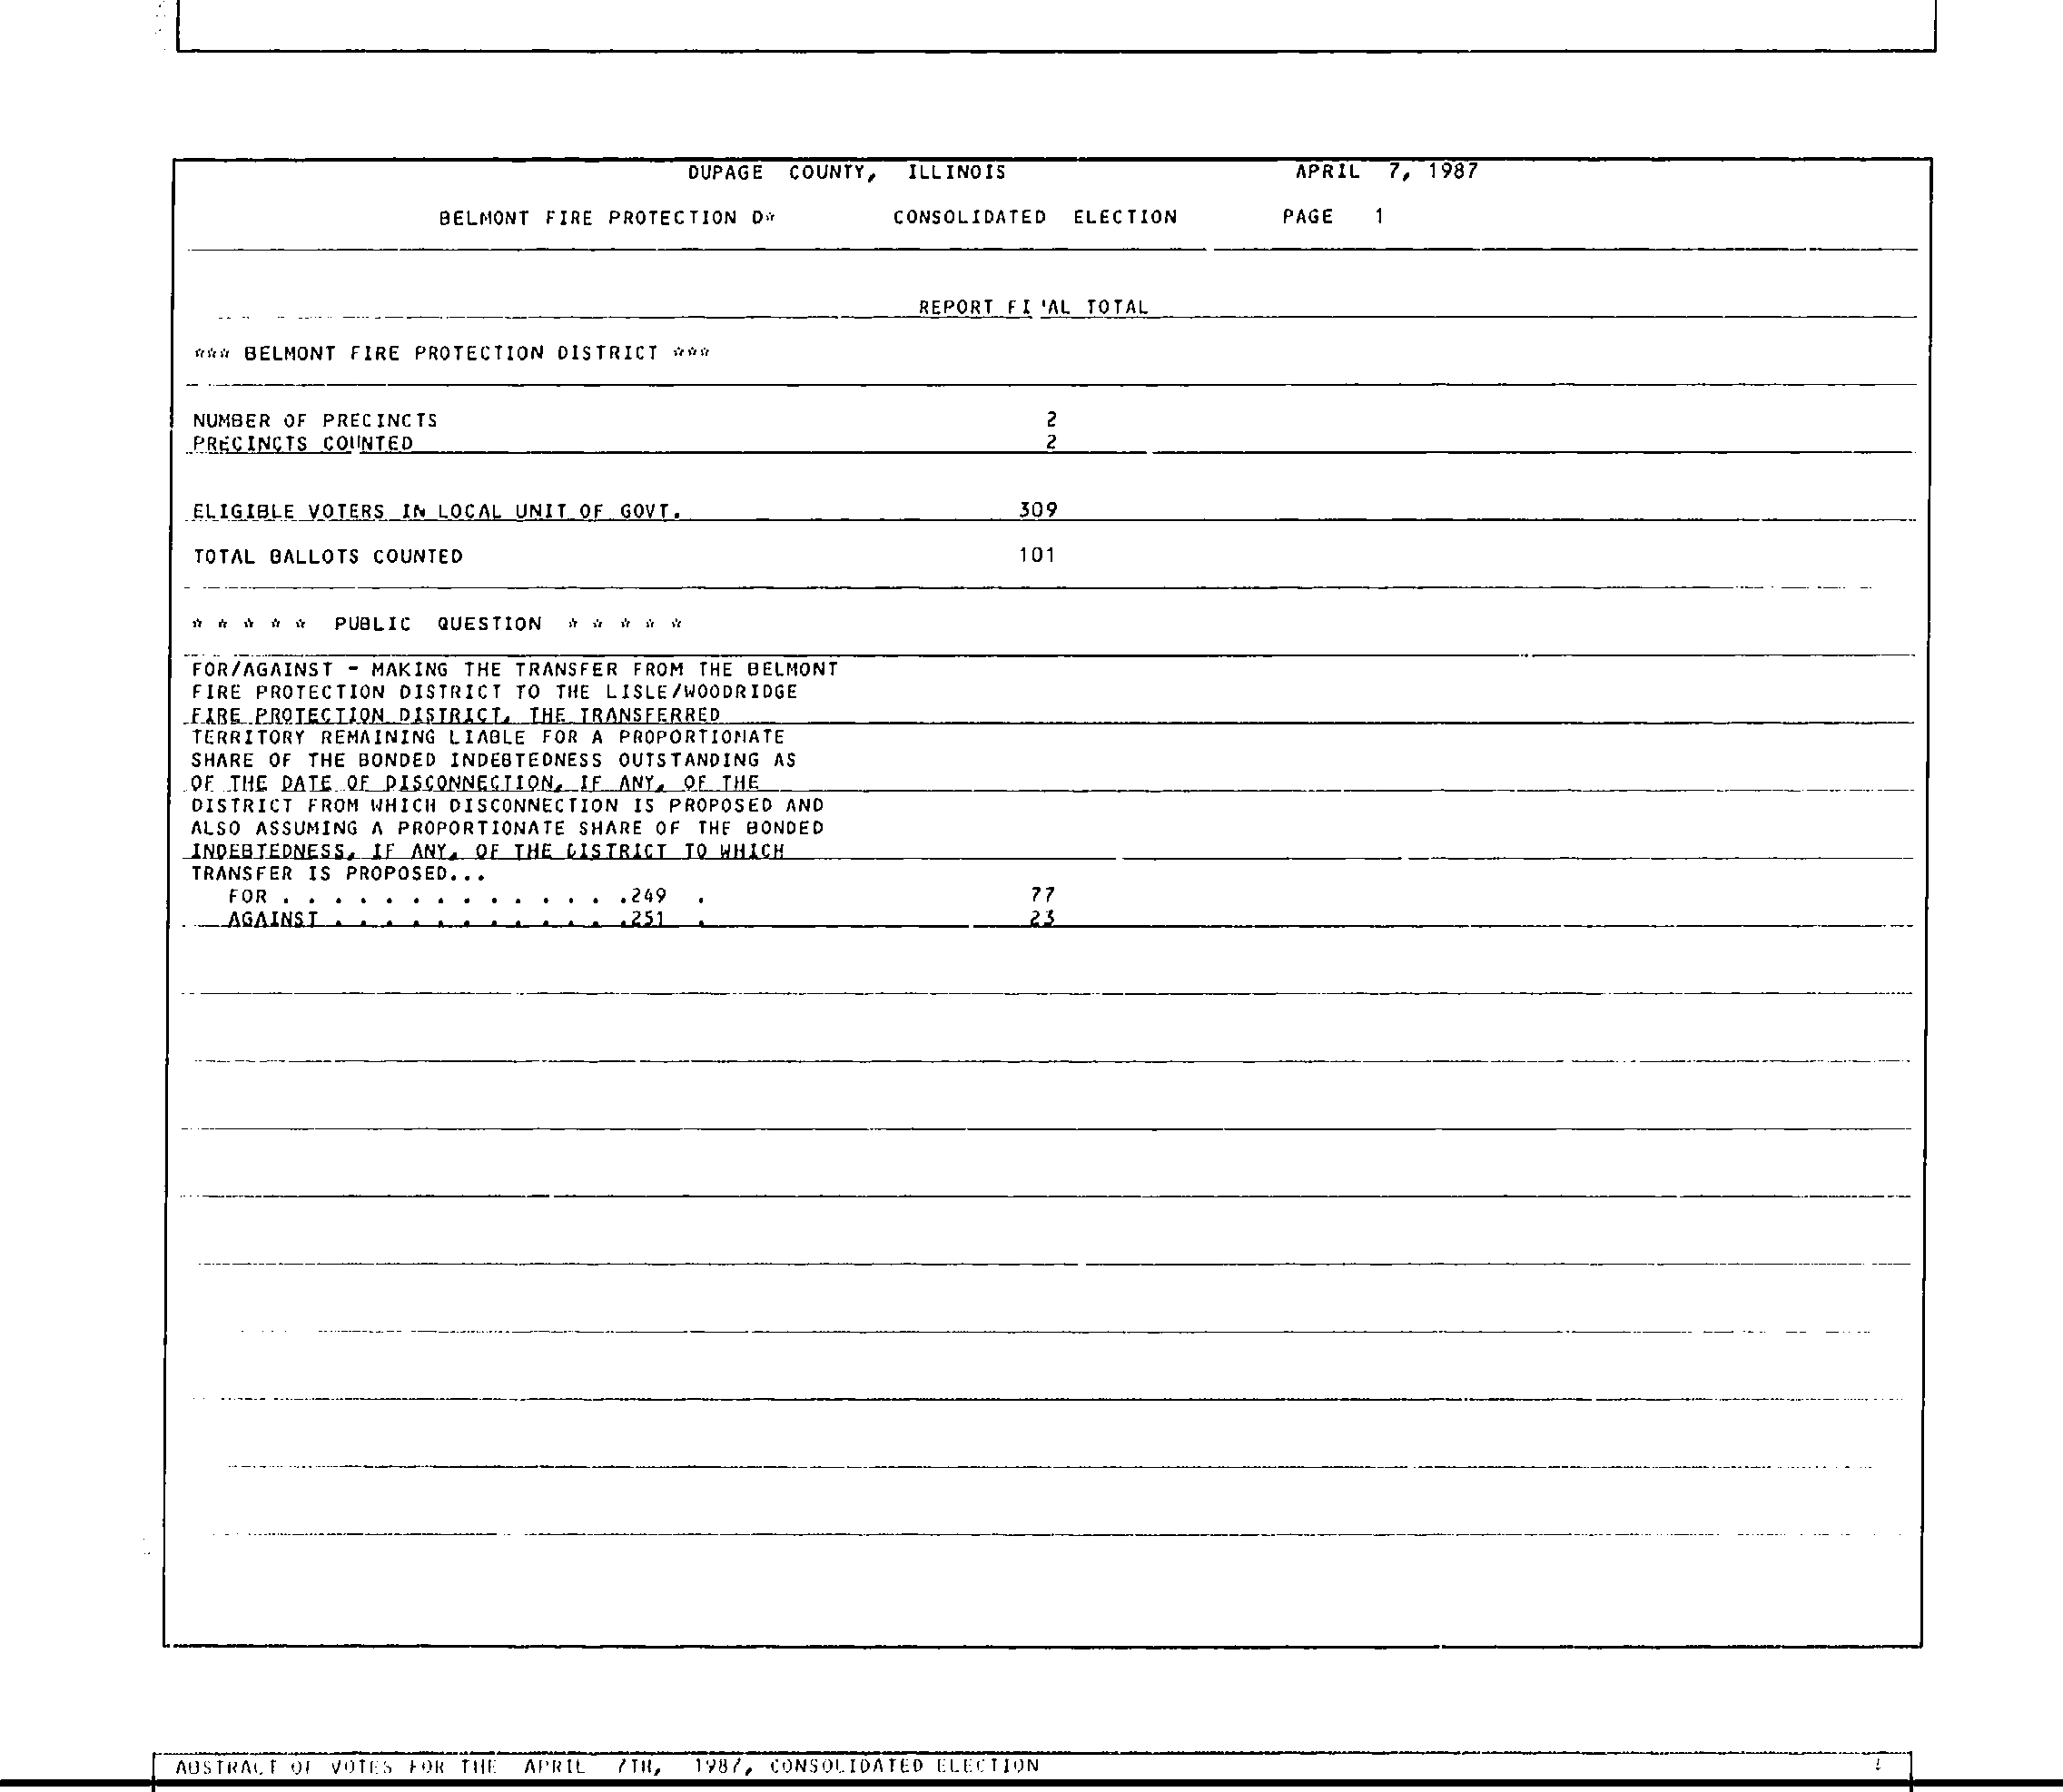 DUPAGE COUNTY, ILLINOIS APRIL 7, 1987
BELMONT FIRE PROTECTION D* CONSOLIDATED ELECTION PAGE 1
REPORT FI 'AL TOTAL
*** BELMONT FIRE PROTECTION DISTRICT ***
NUMBER OF PRECINCTS 2
PRECINCTS COUNTED 2
ELIGIBLE VOTERS IN LOCAL UNIT OF GOVT. 309
TOTAL BALLOTS COUNTED 101
* * * * * PUBLIC QUESTION * * * * *
FOR/AGAINST - MAKING THE TRANSFER FROM THE BELMONT
FIRE PROTECTION DISTRICT TO THE LISLE/WOODRIDGE
FIRE PROTECTION DISTRICT, THE TRANSFERRED
TERRITORY REMAINING LIABLE FOR A PROPORTIONATE
SHARE OF THE BONDED INDEBTEDNESS OUTSTANDING AS
OF THE DATE OF DISCONNECTION, IF ANY, OF THE
DISTRICT FROM WHICH DISCONNECTION IS PROPOSED AND
ALSO ASSUMING A PROPORTIONATE SHARE OF THE BONDED
INDEBTEDNESS, IF ANY, OF THE DISTRICT TO WHICH
TRANSFER IS PROPOSED...
FOR . . . . . . . . . . . . . .249 . 77
AGAINST . . . . . . . . . . . .251 . 23
ABSTRACT OF VOTES FOR THE APRIL 7TH, 1987, CONSOLIDATED ELECTION